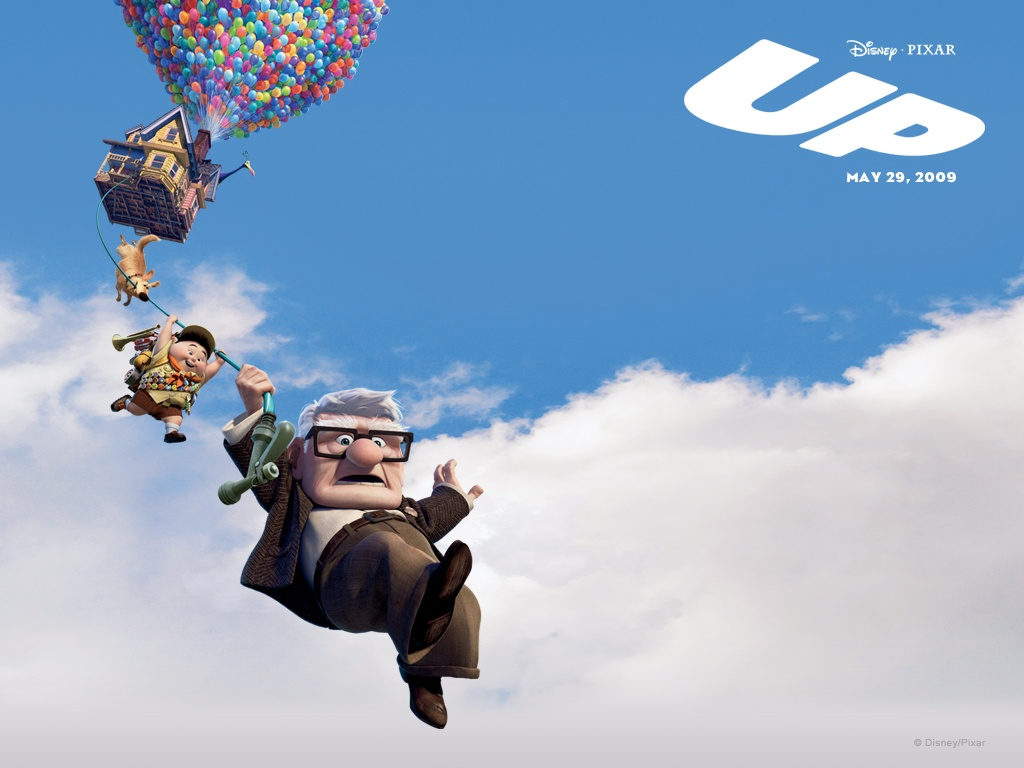 Disney · PIXAR
UP
MAY 29, 2009
© Disney/Pixar